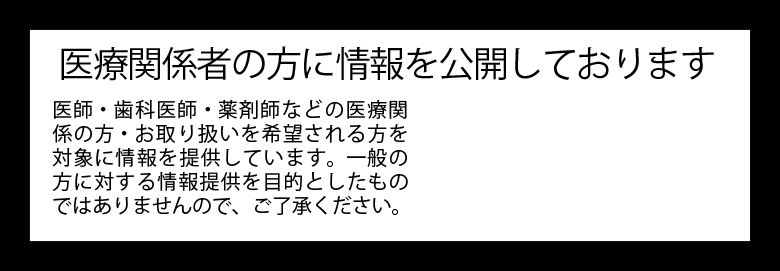 医療関係者の方に情報を公開しております
医師・歯科医師・薬剤師などの医療関
係の方・お取り扱いを希望される方を
対象に情報を提供しています。一般の
方に対する情報提供を目的としたもの
ではありませんので、ご了承ください。